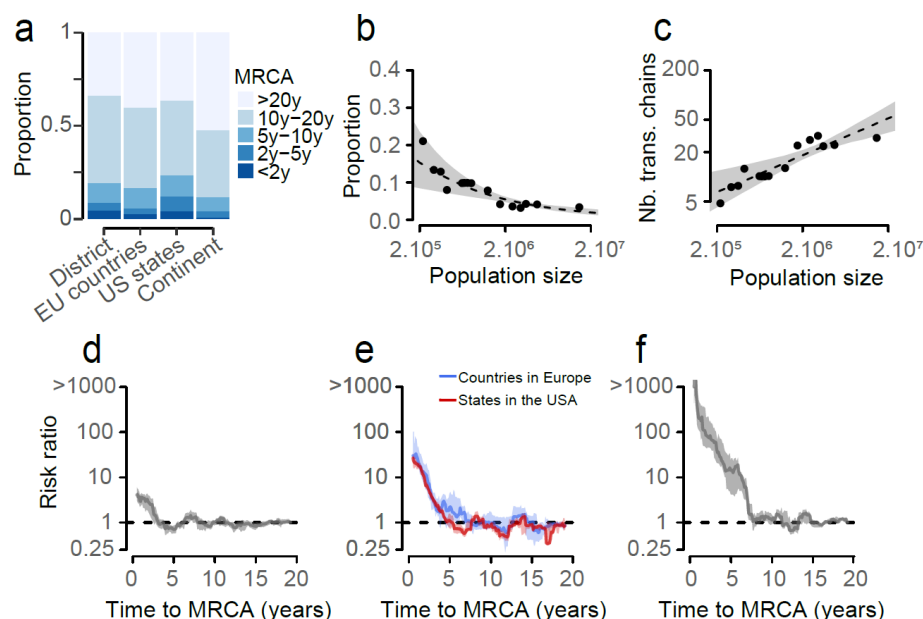 a
1
0.5
0
Proportion
MRCA
>20y
10y−20y
5y−10y
2y−5y
<2y
District
EU countries
US states
Continent
b
0.4
0.3
0.2
0.1
0.0
Proportion
2.10⁵
2.10⁶
2.10⁷
Population size
c
200
50
20
5
Nb. trans. chains
2.10⁵
2.10⁶
2.10⁷
Population size
d
>1000
100
10
1
0.25
Risk ratio
0 5 10 15 20
Time to MRCA (years)
e
Countries in Europe
States in the USA
>1000
100
10
1
0.25
0 5 10 15 20
Time to MRCA (years)
f
>1000
100
10
1
0.25
0 5 10 15 20
Time to MRCA (years)